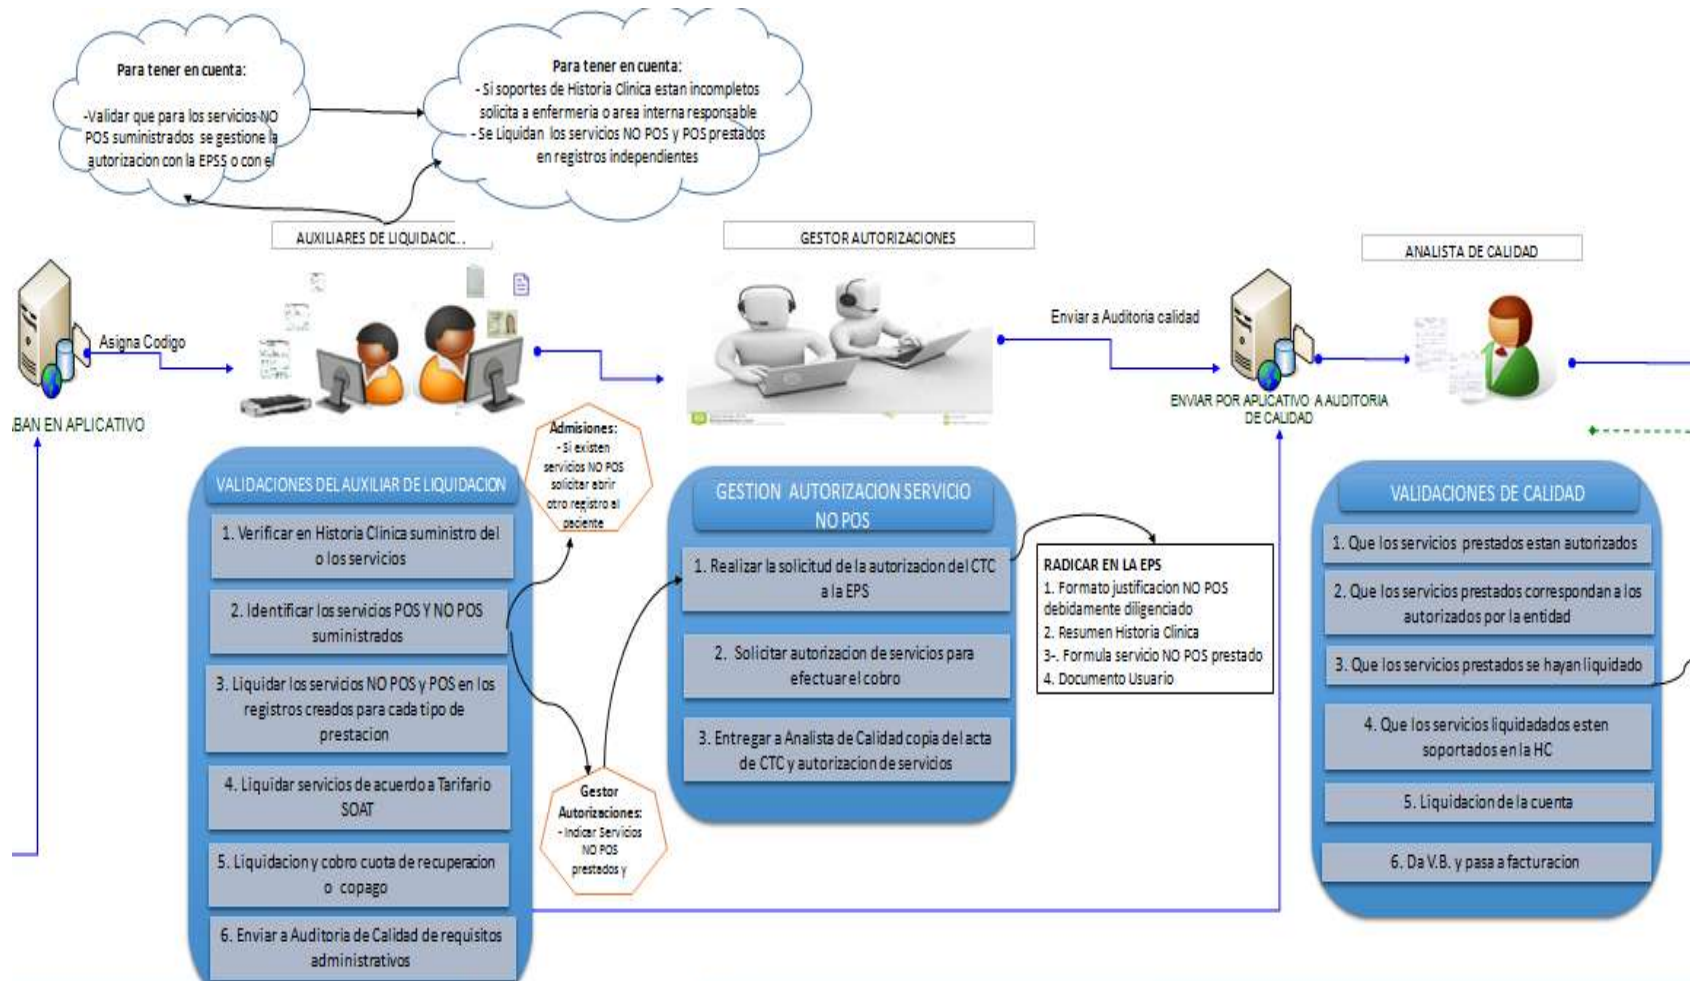 Para tener en cuenta:
-Validar que para los servicios NO
POS suministrados se gestione la
autorizacion con la EPSS o con el
Para tener en cuenta:
- Si soportes de Historia Clinica estan incompletos
solicita a enfermeria o area interna responsable
- Se Liquidan los servicios NO POS y POS prestados
en registros independientes
AUXILIARES DE LIQUIDACIC..
GESTOR AUTORIZACIONES
ANALISTA DE CALIDAD
Asigna Codigo
Enviar a Auditoria calidad
ABAN EN APLICATIVO
ENVIAR POR APLICATIVO A AUDITORIA
DE CALIDAD
VALIDACIONES DEL AUXILIAR DE LIQUIDACION
1. Verificar en Historia Clinica suministro del
o los servicios
2. Identificar los servicios POS Y NO POS
suministrados
3. Liquidar los servicios NO POS y POS en los
registros creados para cada tipo de
prestacion
4. Liquidar servicios de acuerdo a Tarifario
SOAT
5. Liquidacion y cobro cuota de recuperacion
o copago
6. Enviar a Auditoria de Calidad de requisitos
administrativos
Admisiones:
- Si existen
servicios NO POS
solicitar abrir
otro registro al
paciente
Gestor
Autorizaciones:
- Indicar Servicios
NO POS
prestados y
GESTION AUTORIZACION SERVICIO
NO POS
1. Realizar la solicitud de la autorizacion del CTC
a la EPS
2. Solicitar autorizacion de servicios para
efectuar el cobro
3. Entregar a Analista de Calidad copia del acta
de CTC y autorizacion de servicios
RADICAR EN LA EPS
1. Formato justificacion NO POS
debidamente diligenciado
2. Resumen Historia Clinica
3-. Formula servicio NO POS prestado
4. Documento Usuario
VALIDACIONES DE CALIDAD
1. Que los servicios prestados estan autorizados
2. Que los servicios prestados correspondan a los
autorizados por la entidad
3. Que los servicios prestados se hayan liquidado
4. Que los servicios liquidadados esten
soportados en la HC
5. Liquidacion de la cuenta
6. Da V.B. y pasa a facturacion